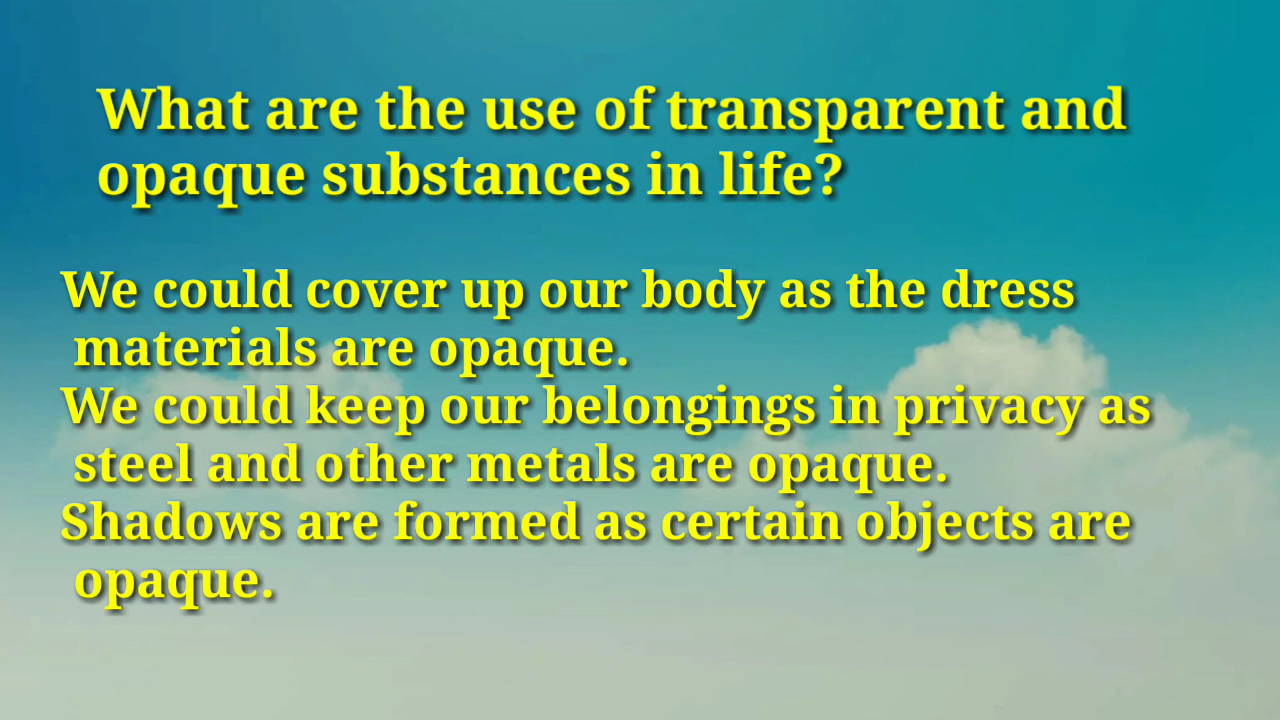 What are the use of transparent and
opaque substances in life?
We could cover up our body as the dress
materials are opaque.
We could keep our belongings in privacy as
steel and other metals are opaque.
Shadows are formed as certain objects are
opaque.